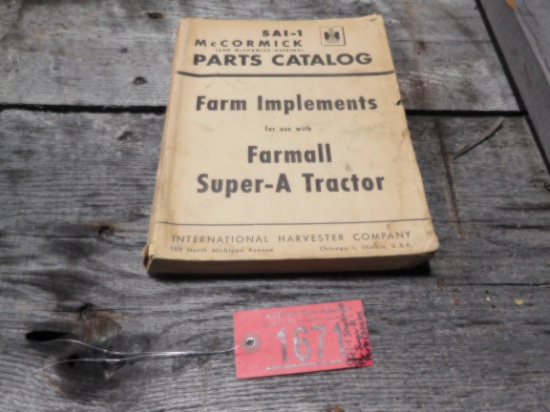 SAI-1
McCORMICK
PARTS CATALOG
Farm Implements
for use with
Farmall
Super-A Tractor
INTERNATIONAL HARVESTER COMPANY
180 North Michigan Avenue Chicago 1, Illinois, U.S.A.
1671